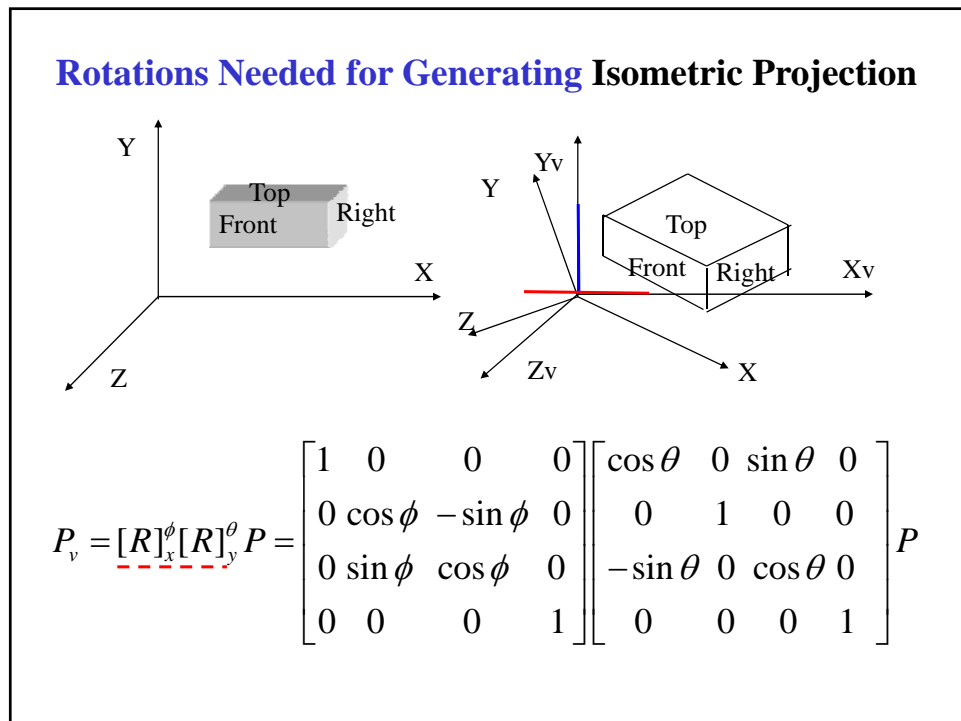 Rotations Needed for Generating Isometric Projection
Y
Top
Front
Right
X
Z
Yv
Y
Top
Front
Right
Xv
Z
Zv
X
P_v = [R]_x^ϕ [R]_y^θ P = [1 0 0 0] [cos θ 0 sin θ 0] P
[0 cos ϕ − sin ϕ 0] [0 1 0 0]
[0 sin ϕ cos ϕ 0] [− sin θ 0 cos θ 0]
[0 0 0 1] [0 0 0 1]